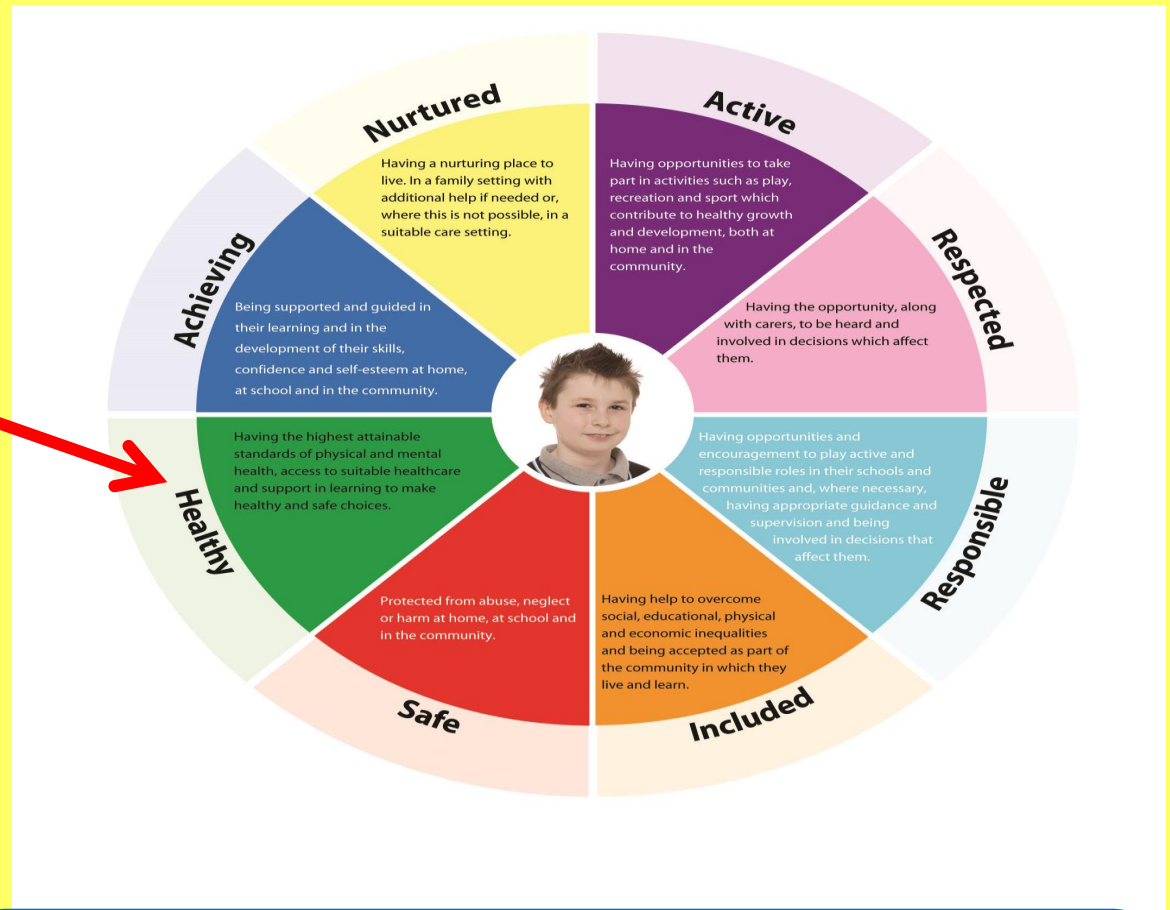 Nurtured
Having a nurturing place to
live. In a family setting with
additional help if needed or,
where this is not possible, in a
suitable care setting.
Active
Having opportunities to take
part in activities such as play,
recreation and sport which
contribute to healthy growth
and development, both at
home and in the
community.
Respected
Having the opportunity, along
with carers, to be heard and
involved in decisions which affect
them.
Responsible
Having opportunities and
encouragement to play active and
responsible roles in their schools and
communities and, where necessary,
having appropriate guidance and
supervision and being
involved in decisions that
affect them.
Included
Having help to overcome
social, educational, physical
and economic inequalities
and being accepted as part of
the community in which they
live and learn.
Safe
Protected from abuse, neglect
or harm at home, at school and
in the community.
Healthy
Having the highest attainable
standards of physical and mental
health, access to suitable healthcare
and support in learning to make
healthy and safe choices.
Achieving
Being supported and guided in
their learning and in the
development of their skills,
confidence and self-esteem at home,
at school and in the community.